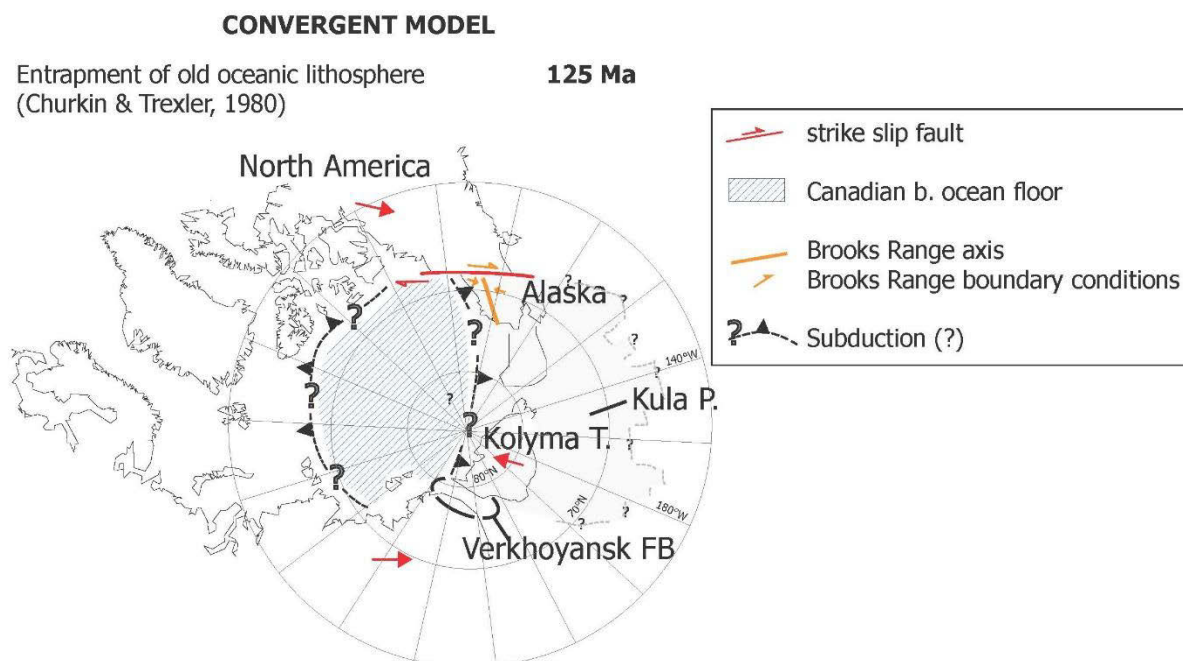 CONVERGENT MODEL
Entrapment of old oceanic lithosphere
(Churkin & Trexler, 1980)
125 Ma
strike slip fault
Canadian b. ocean floor
Brooks Range axis
Brooks Range boundary conditions
? Subduction (?)
North America
?
Alaska
?
?
?
?
?
140°W
?
?
?
Kula P.
?
?
Kolyma T.
?
80°N
70°N
?
?
180°W
Verkhoyansk FB